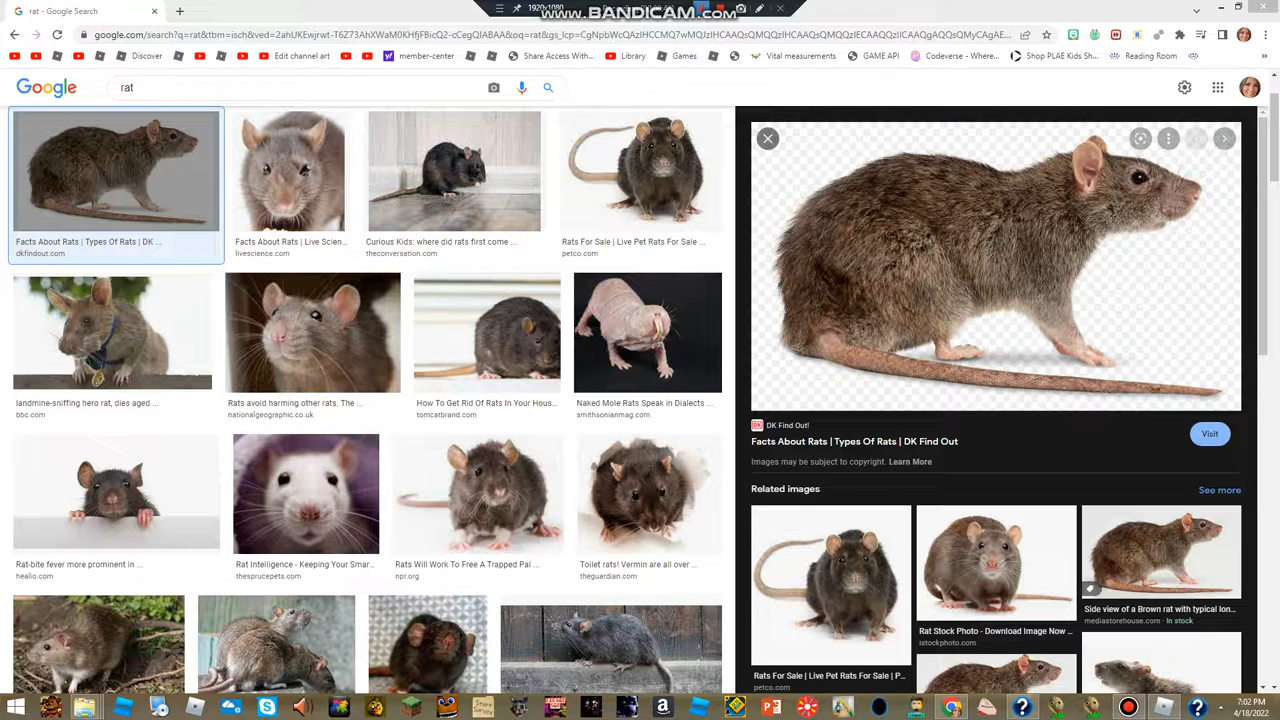 rat - Google Search
1920×1080
www.BANDICAM.com
google.com/search?q=rat&tbm=isch&ved=2ahUKEwjrwt-T6Z73AhXWaM0KHfjFBicQ2-cCegQIABAA&oq=rat&gs_lcp=CgNpbWcQAzIHCCMQ7wMQJzIHCAAQsQMQQzIHCAAQsQMQQzIECAAQQzIICAAQgAQQsQMyCAgAE...
Discover
Edit channel art
member-center
Share Access With...
Library
Games
Vital measurements
GAME API
Codeverse - Where...
Shop PLAE Kids Sh...
Reading Room
Google
rat
Facts About Rats | Types Of Rats | DK ...
dkfindout.com
Facts About Rats | Live Scien...
livescience.com
Curious Kids: where did rats first come ...
theconversation.com
Rats For Sale | Live Pet Rats For Sale ...
petco.com
landmine-sniffing hero rat, dies aged ...
bbc.com
Rats avoid harming other rats. The ...
nationalgeographic.co.uk
How To Get Rid Of Rats In Your Hous...
tomcatbrand.com
Naked Mole Rats Speak in Dialects ...
smithsonianmag.com
Rat-bite fever more prominent in ...
healio.com
Rat Intelligence - Keeping Your Smar...
thesprucepets.com
Rats Will Work To Free A Trapped Pal ...
npr.org
Toilet rats! Vermin are all over ...
theguardian.com
DK Find Out!
Facts About Rats | Types Of Rats | DK Find Out
Visit
Images may be subject to copyright. Learn More
Related images
See more
Rats For Sale | Live Pet Rats For Sale | P...
petco.com
Rat Stock Photo - Download Image Now ...
istockphoto.com
Side view of a Brown rat with typical lon...
mediastorehouse.com · In stock
7:02 PM
4/18/2022